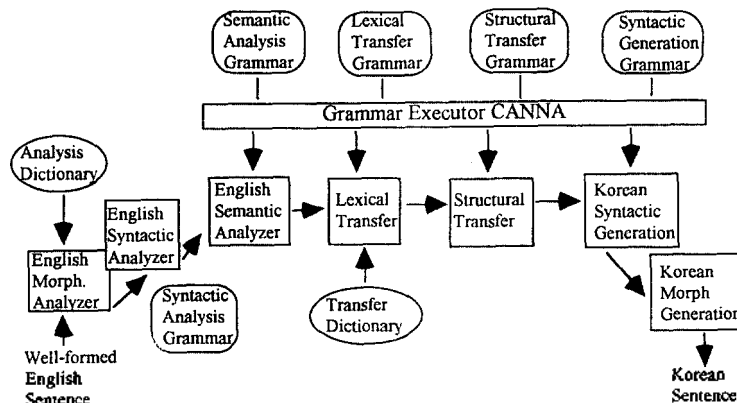 Semantic
Analysis
Grammar
Lexical
Transfer
Grammar
Structural
Transfer
Grammar
Syntactic
Generation
Grammar
Grammar Executor CANNA
Analysis
Dictionary
English
Morph.
Analyzer
English
Syntactic
Analyzer
English
Semantic
Analyzer
Lexical
Transfer
Structural
Transfer
Korean
Syntactic
Generation
Korean
Morph
Generation
Syntactic
Analysis
Grammar
Transfer
Dictionary
Well-formed
English
Sentence
Korean
Sentence